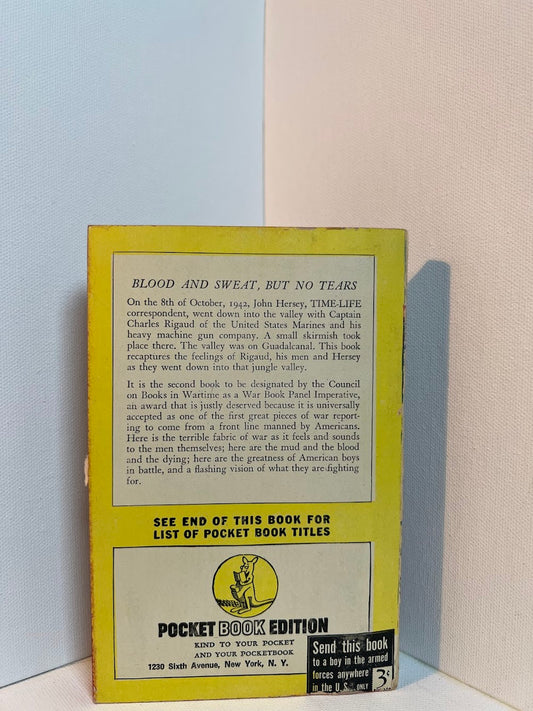 BLOOD AND SWEAT, BUT NO TEARS
On the 8th of October, 1942, John Hersey, TIME-LIFE
correspondent, went down into the valley with Captain
Charles Rigaud of the United States Marines and his
heavy machine gun company. A small skirmish took
place there. The valley was on Guadalcanal. This book
recaptures the feelings of Rigaud, his men and Hersey
as they went down into that jungle valley.
It is the second book to be designated by the Council
on Books in Wartime as a War Book Panel Imperative,
an award that is justly deserved because it is universally
accepted as one of the first great pieces of war report-
ing to come from a front line manned by Americans.
Here is the terrible fabric of war as it feels and sounds
to the men themselves; here are the mud and the blood
and the dying; here are the greatness of American boys
in battle, and a flashing vision of what they are fighting
for.
SEE END OF THIS BOOK FOR
LIST OF POCKET BOOK TITLES
POCKET BOOK EDITION
KIND TO YOUR POCKET
AND YOUR POCKETBOOK
1230 Sixth Avenue, New York, N. Y.
Send this book
to a boy in the armed
forces anywhere
in the U.S. ONLY 3¢